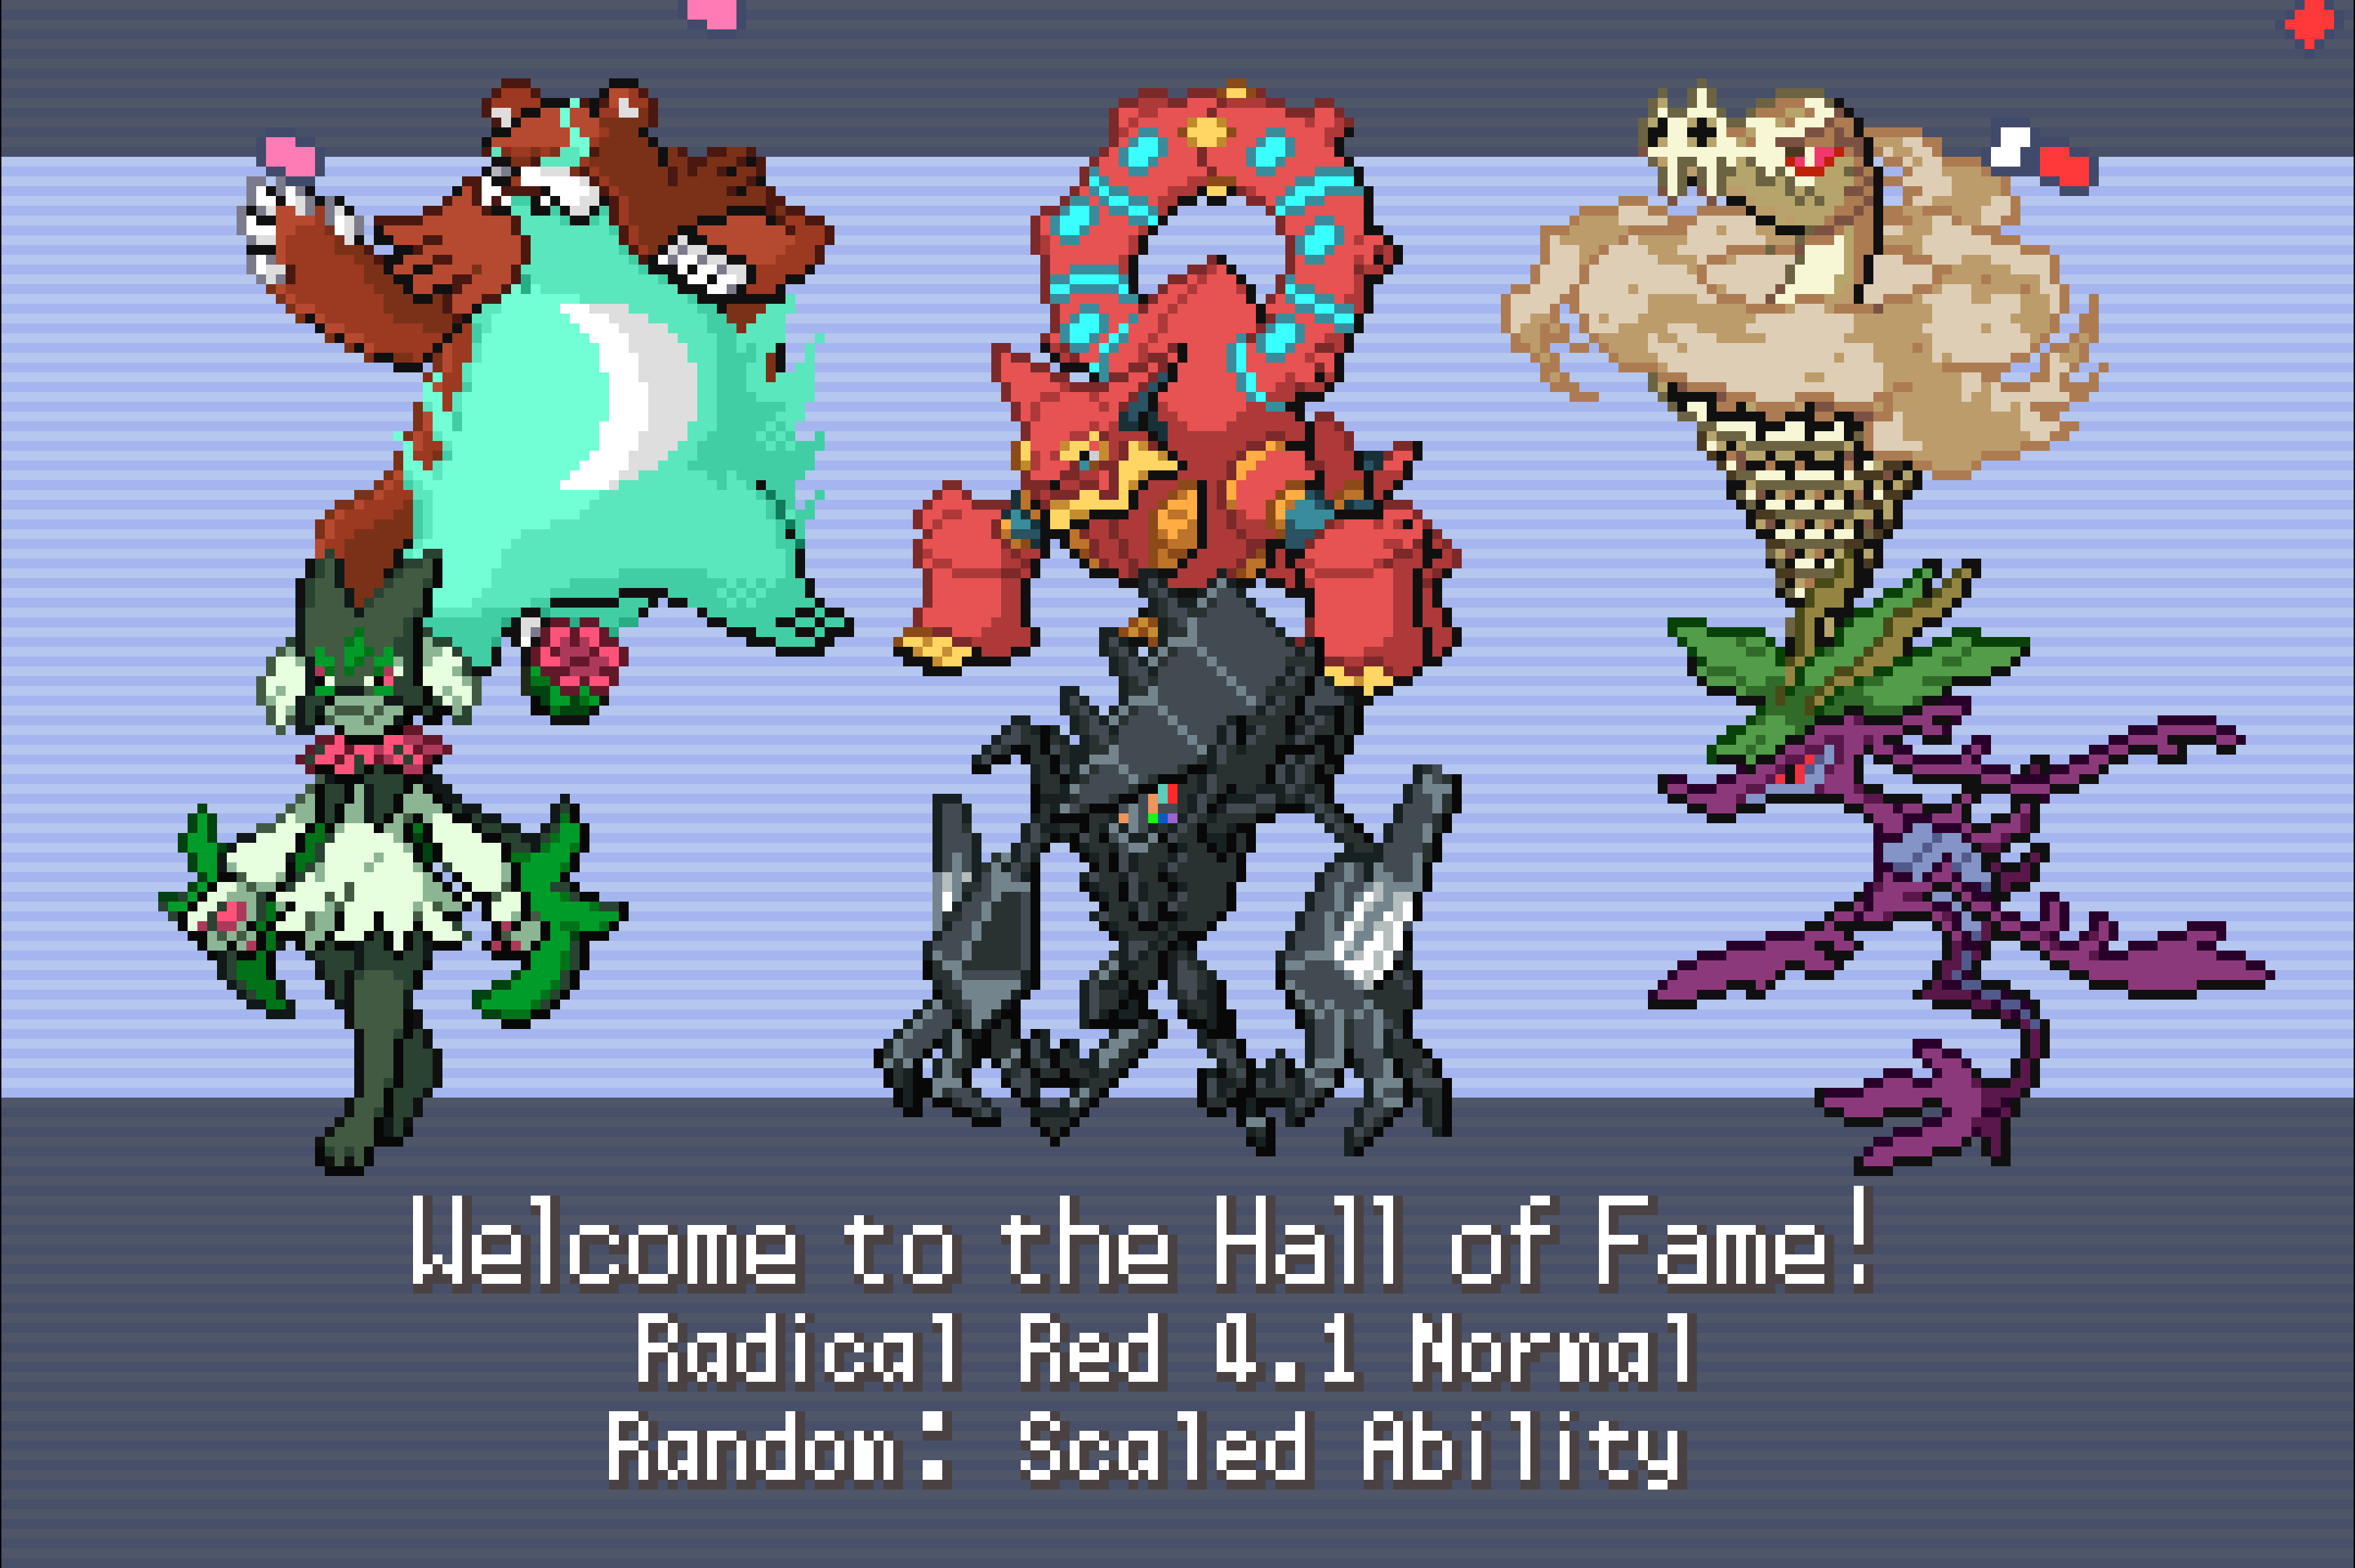 Welcome to the Hall of Fame!
Radical Red 4.1 Normal
Random: Scaled Ability